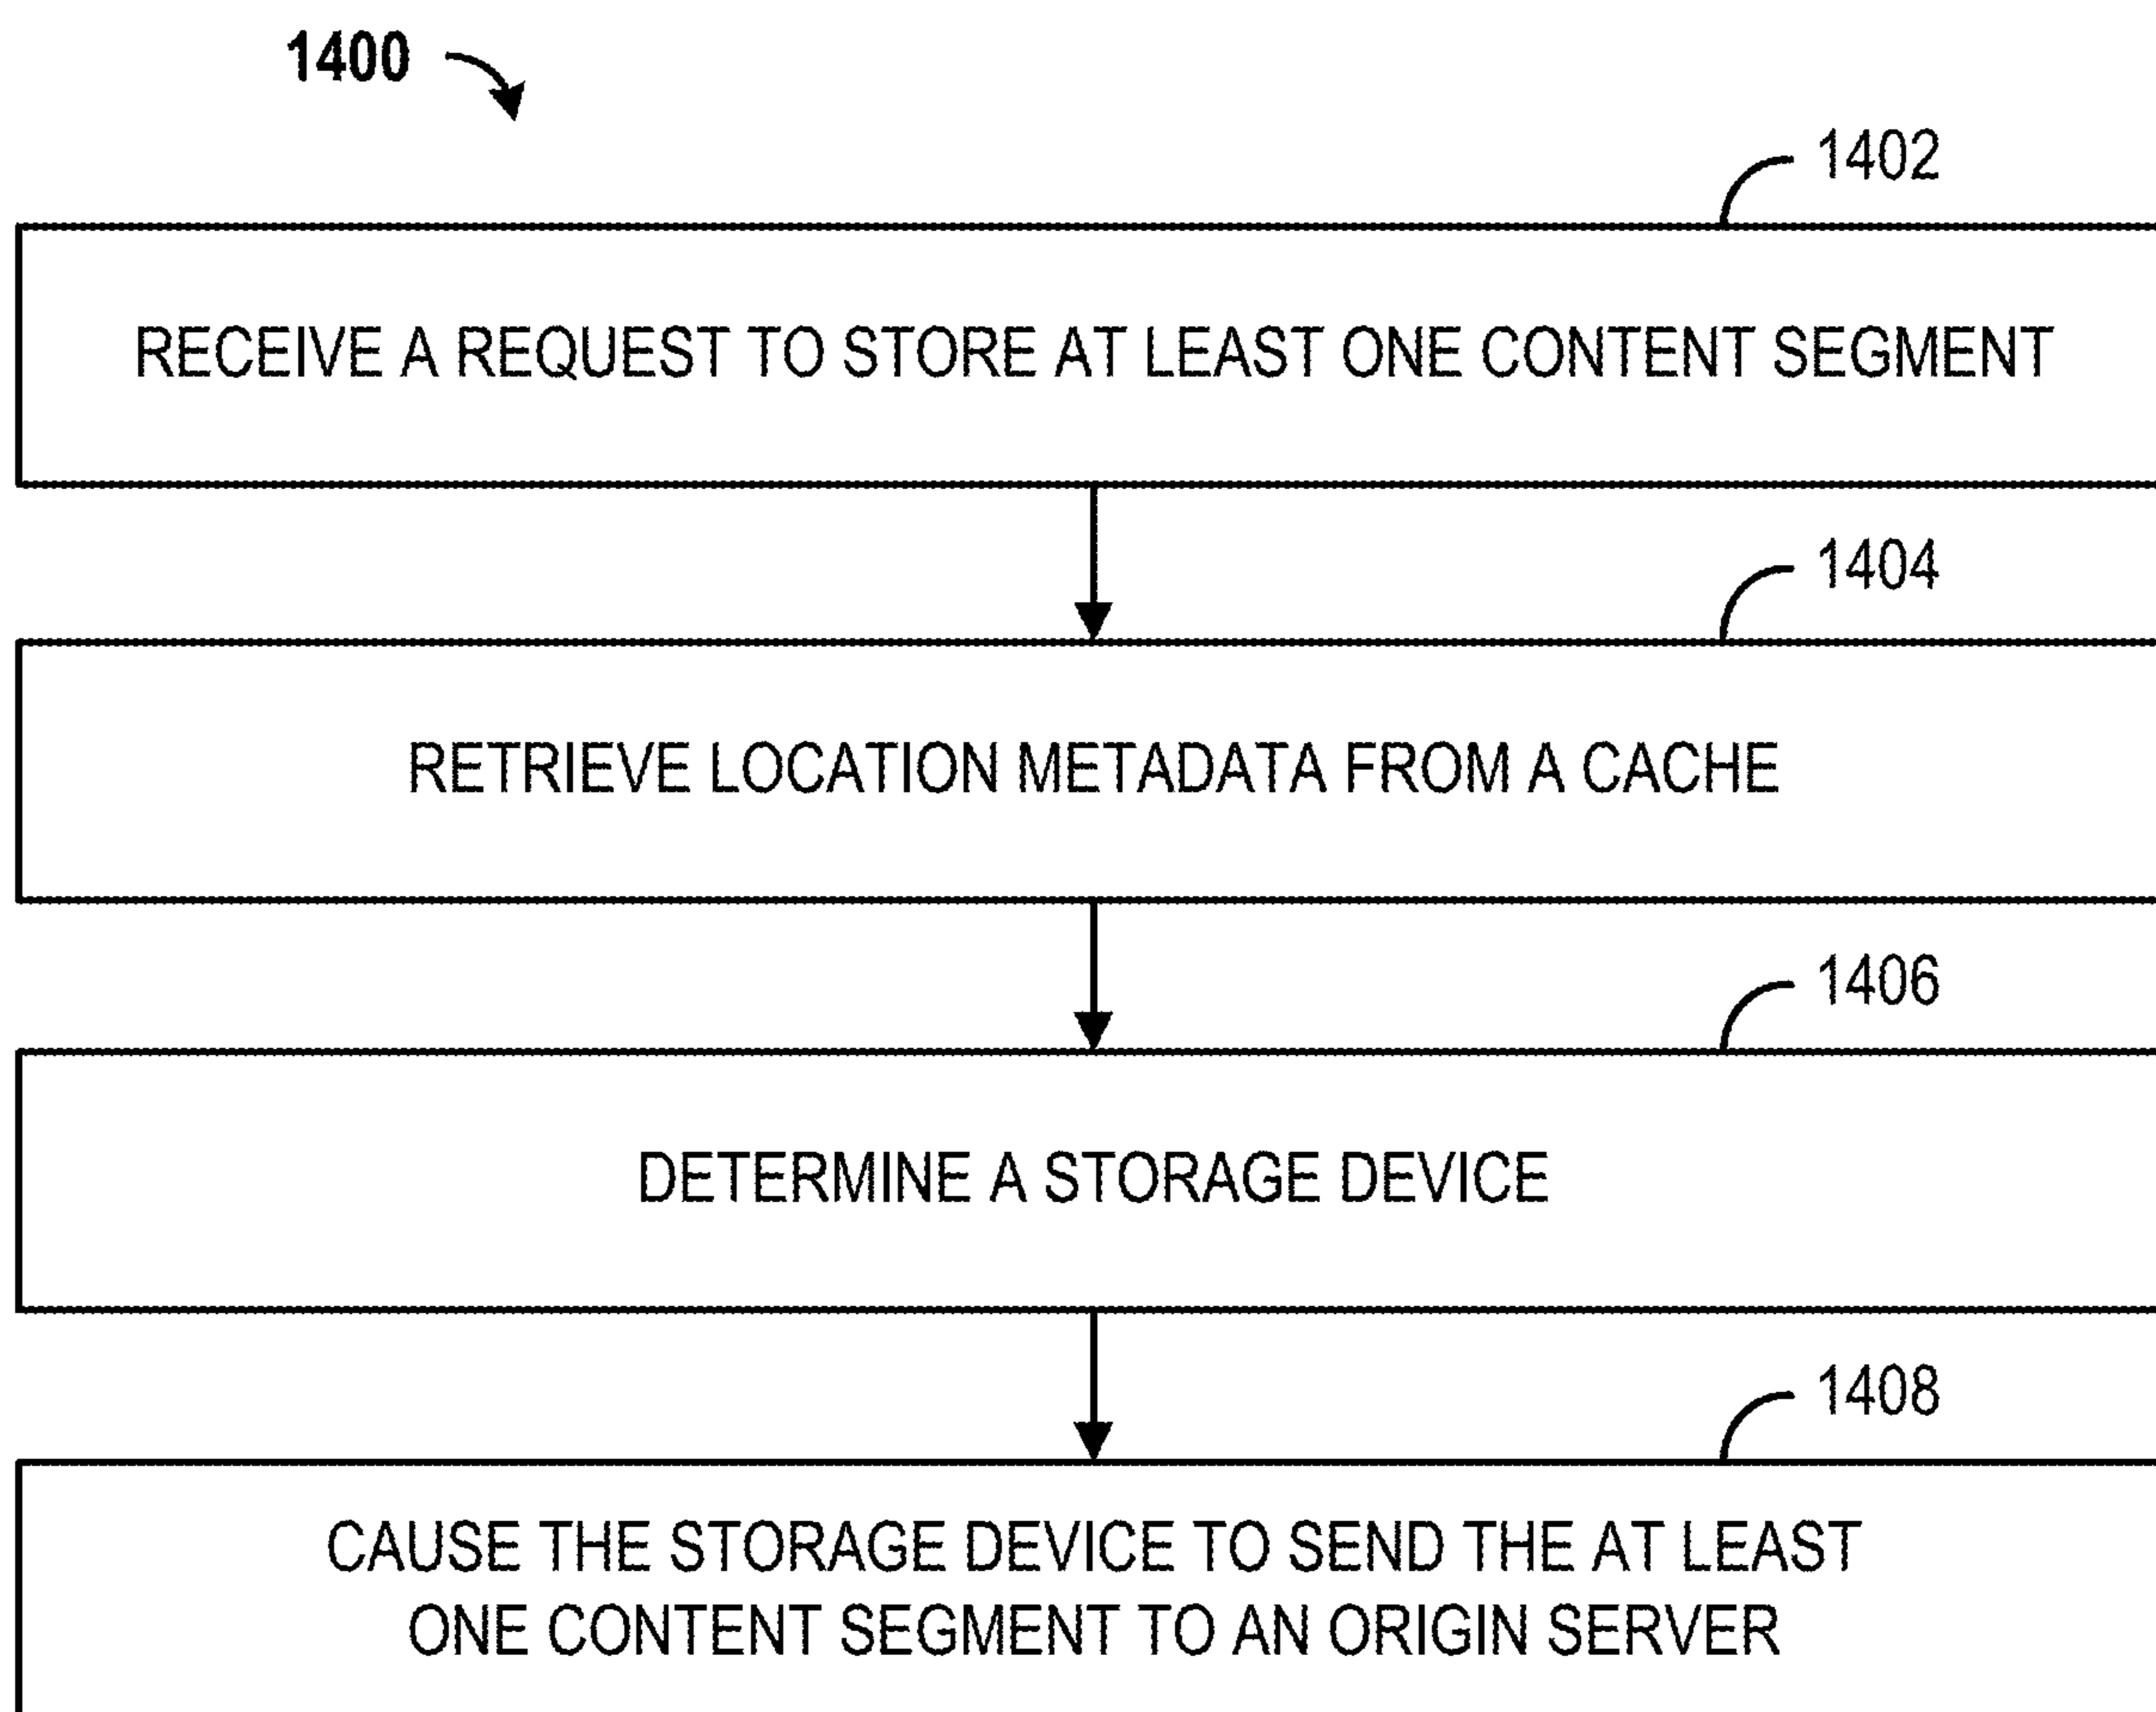 1400
1402
RECEIVE A REQUEST TO STORE AT LEAST ONE CONTENT SEGMENT
1404
RETRIEVE LOCATION METADATA FROM A CACHE
1406
DETERMINE A STORAGE DEVICE
1408
CAUSE THE STORAGE DEVICE TO SEND THE AT LEAST
ONE CONTENT SEGMENT TO AN ORIGIN SERVER